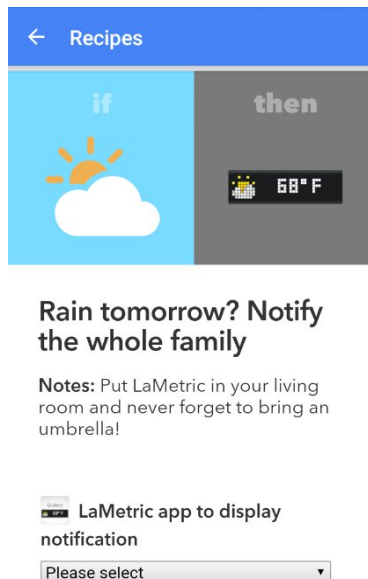 Recipes
if
then
68°F
Rain tomorrow? Notify
the whole family
Notes: Put LaMetric in your living
room and never forget to bring an
umbrella!
LaMetric app to display
notification
Please select